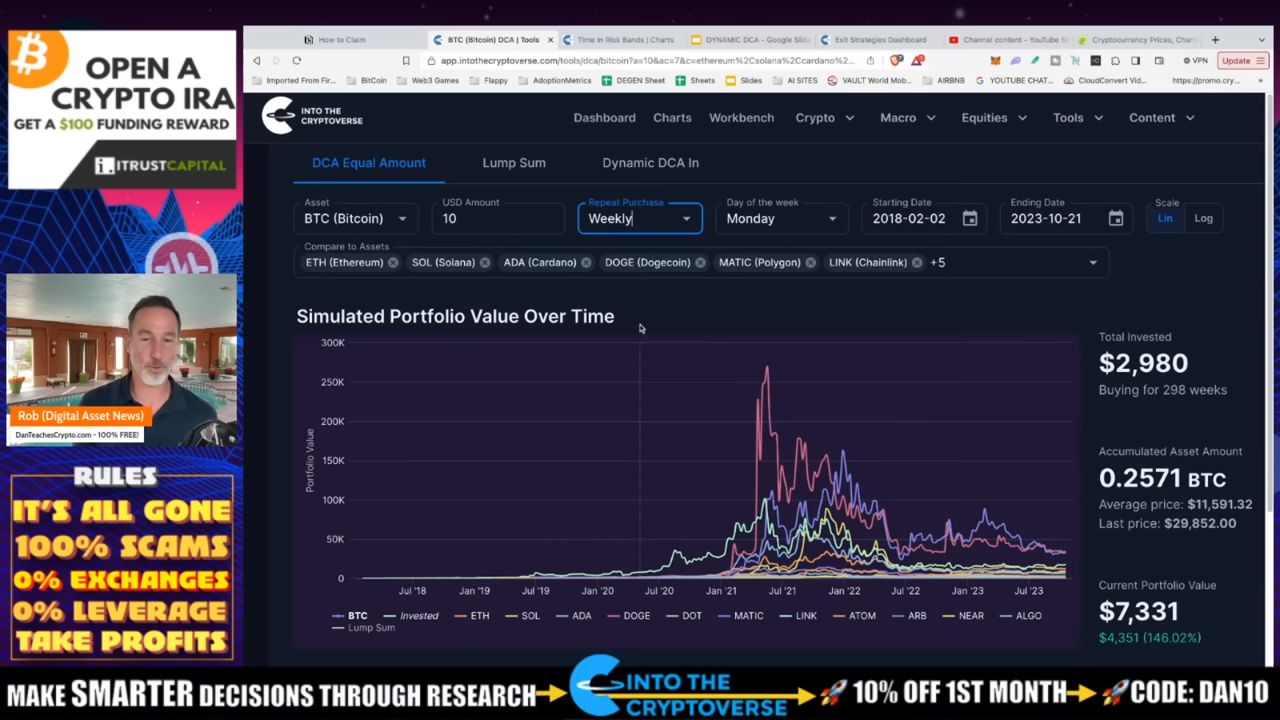 OPEN A
CRYPTO IRA
GET A $100 FUNDING REWARD
i. ITRUSTCAPITAL
Rob (Digital Asset News)
DanTeachesCrypto.com - 100% FREE!
RULES
IT'S ALL GONE
100% SCAMS
0% EXCHANGES
0% LEVERAGE
TAKE PROFITS
How to Claim
BTC (Bitcoin) DCA | Tools
Time in Risk Bands | Charts
DYNAMIC DCA - Google Slid
Exit Strategies Dashboard
Channel content - YouTube S
Cryptocurrency Prices, Chart
app.intothecryptoverse.com/tools/dca/bitcoin?a=10&ac=7&c=ethereum%2Csolana%2Ccardano%2C...
VPN
Update
Imported From Fir...
BitCoin
Web3 Games
Flappy
AdoptionMetrics
DEGEN Sheet
Sheets
Slides
AI SITES
VAULT World Mob...
AIRBNB
YOUTUBE CHAT...
CloudConvert Vid...
https://promo.cry...
INTO THE
CRYPTOVERSE
Dashboard
Charts
Workbench
Crypto
Macro
Equities
Tools
Content
DCA Equal Amount
Lump Sum
Dynamic DCA In
Asset
BTC (Bitcoin)
USD Amount
10
Repeat Purchase
Weekly
Day of the week
Monday
Starting Date
2018-02-02
Ending Date
2023-10-21
Scale
Lin
Log
Compare to Assets
ETH (Ethereum)
SOL (Solana)
ADA (Cardano)
DOGE (Dogecoin)
MATIC (Polygon)
LINK (Chainlink)
+5
Simulated Portfolio Value Over Time
Portfolio Value
300K
250K
200K
150K
100K
50K
0
Jul '18
Jan '19
Jul '19
Jan '20
Jul '20
Jan '21
Jul '21
Jan '22
Jul '22
Jan '23
Jul '23
BTC
Invested
ETH
SOL
ADA
DOGE
DOT
MATIC
LINK
ATOM
ARB
NEAR
ALGO
Lump Sum
Total Invested
$2,980
Buying for 298 weeks
Accumulated Asset Amount
0.2571 BTC
Average price: $11,591.32
Last price: $29,852.00
Current Portfolio Value
$7,331
$4,351 (146.02%)
MAKE SMARTER DECISIONS THROUGH RESEARCH
INTO THE
CRYPTOVERSE
10% OFF 1ST MONTH
CODE: DAN10